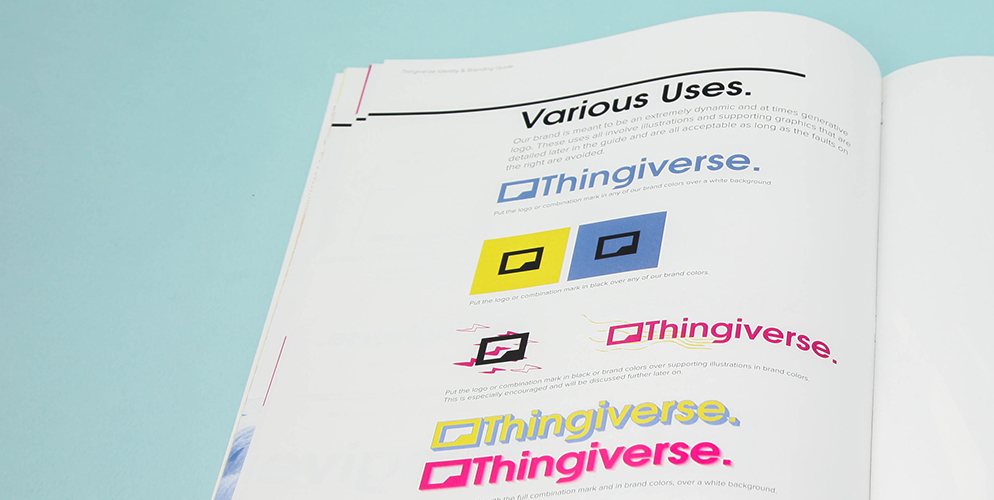 Thingiverse Identity & Branding Guide
Various Uses.
Our brand is meant to be an extremely dynamic and at times generative
logo. These uses all involve illustrations and supporting graphics that are
detailed later in the guide and are all acceptable as long as the faults on
the right are avoided.
Thingiverse.
Put the logo or combination mark in any of our brand colors over a white background.
Put the logo or combination mark in black over any of our brand colors.
Thingiverse.
Put the logo or combination mark in black or brand colors over supporting illustrations in brand colors.
This is especially encouraged and will be discussed further later on.
Thingiverse.
Thingiverse.
the full combination mark and in brand colors, over a white background.